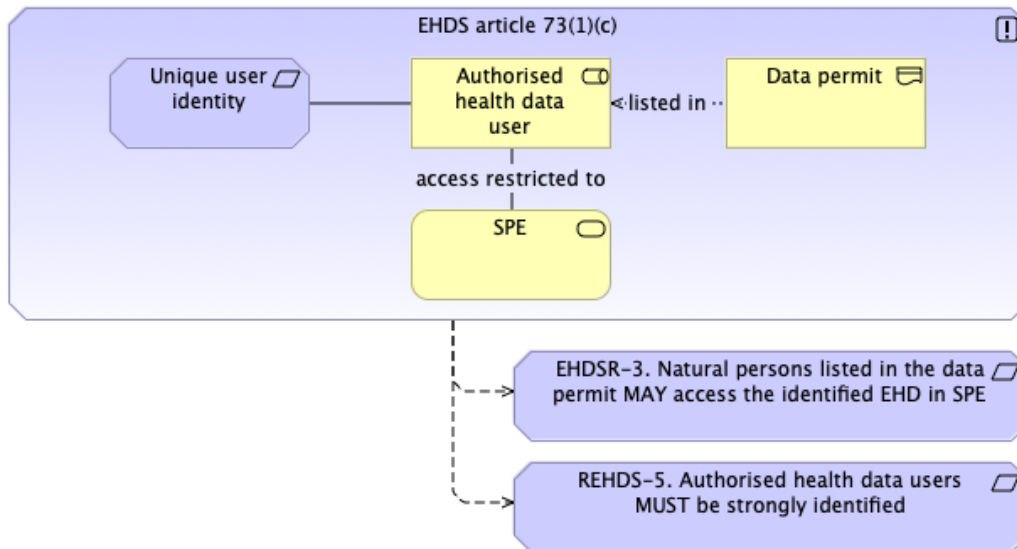 EHDS article 73(1)(c)
Unique user
identity
Authorised
health data
user
listed in
Data permit
access restricted to
SPE
EHDSR-3. Natural persons listed in the data
permit MAY access the identified EHD in SPE
REHDS-5. Authorised health data users
MUST be strongly identified